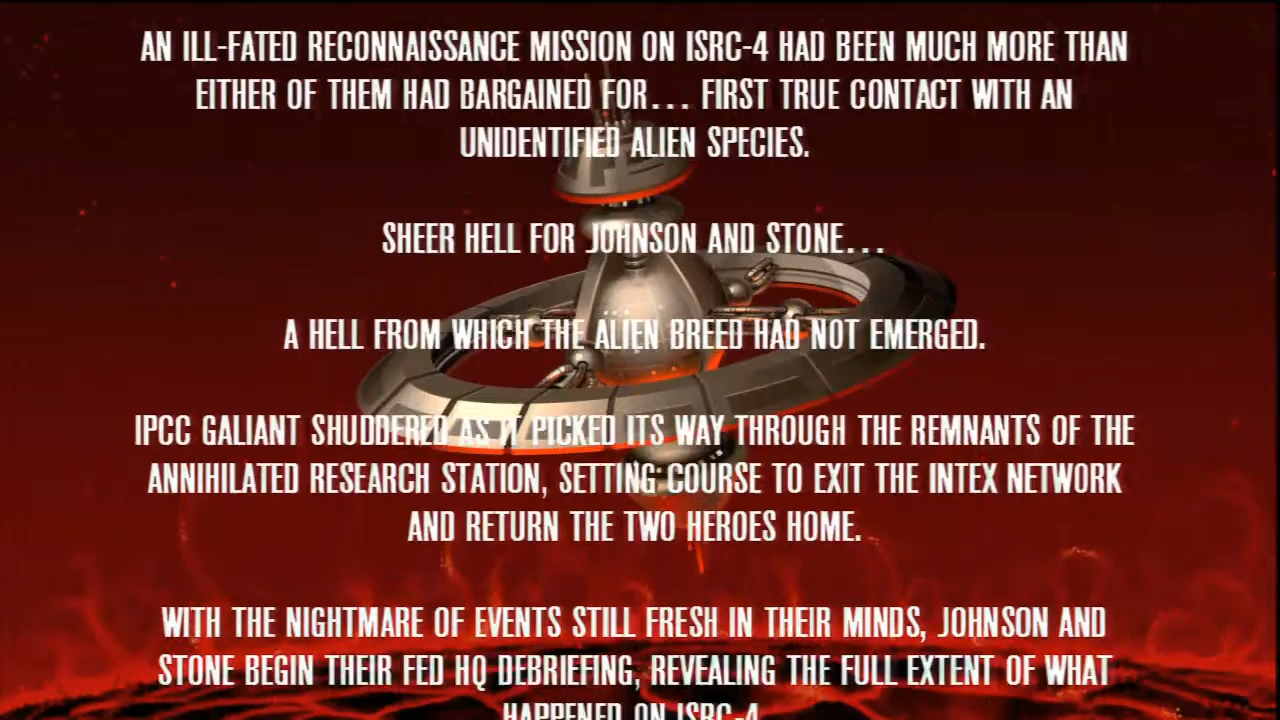 AN ILL-FATED RECONNAISSANCE MISSION ON ISRC-4 HAD BEEN MUCH MORE THAN
EITHER OF THEM HAD BARGAINED FOR... FIRST TRUE CONTACT WITH AN
UNIDENTIFIED ALIEN SPECIES.
SHEER HELL FOR JOHNSON AND STONE...
A HELL FROM WHICH THE ALIEN BREED HAD NOT EMERGED.
IPCC GALIANT SHUDDERED AS IT PICKED ITS WAY THROUGH THE REMNANTS OF THE
ANNIHILATED RESEARCH STATION, SETTING COURSE TO EXIT THE INTEX NETWORK
AND RETURN THE TWO HEROES HOME.
WITH THE NIGHTMARE OF EVENTS STILL FRESH IN THEIR MINDS, JOHNSON AND
STONE BEGIN THEIR FED HQ DEBRIEFING, REVEALING THE FULL EXTENT OF WHAT
HAPPENED ON ISRC-4